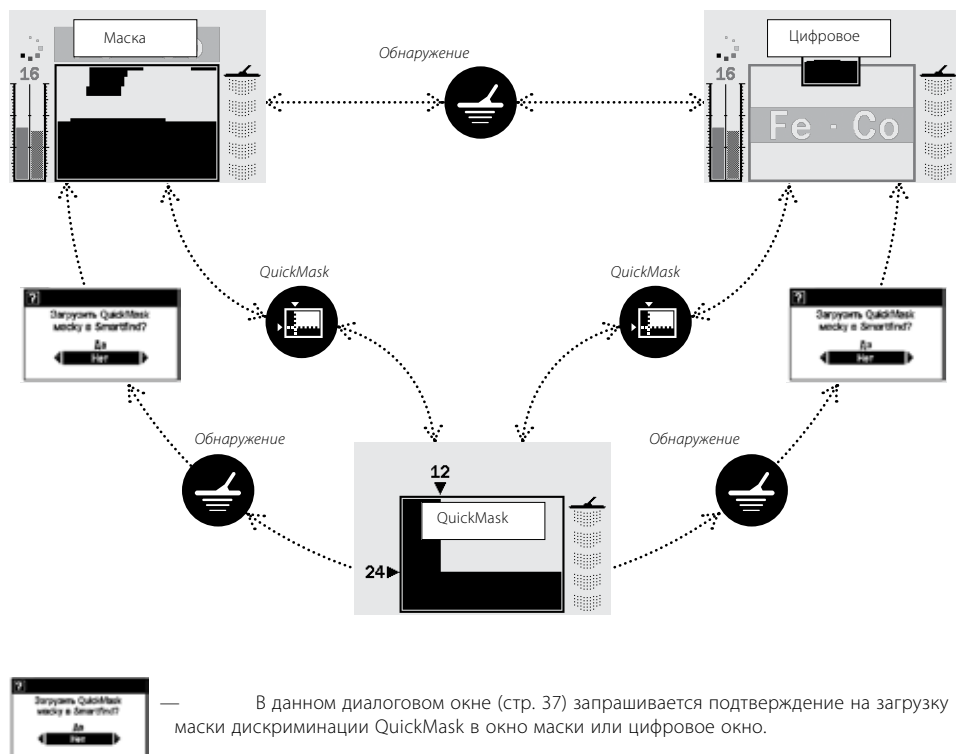 Маска
Цифровое
Обнаружение
16
16
Fe · Co
QuickMask
QuickMask
?
Загрузить QuickMask
маску в Smartfind?
Да
Нет
?
Загрузить QuickMask
маску в Smartfind?
Да
Нет
Обнаружение
Обнаружение
12
QuickMask
24
?
Загрузить QuickMask
маску в Smartfind?
Да
Нет
— В данном диалоговом окне (стр. 37) запрашивается подтверждение на загрузку
маски дискриминации QuickMask в окно маски или цифровое окно.